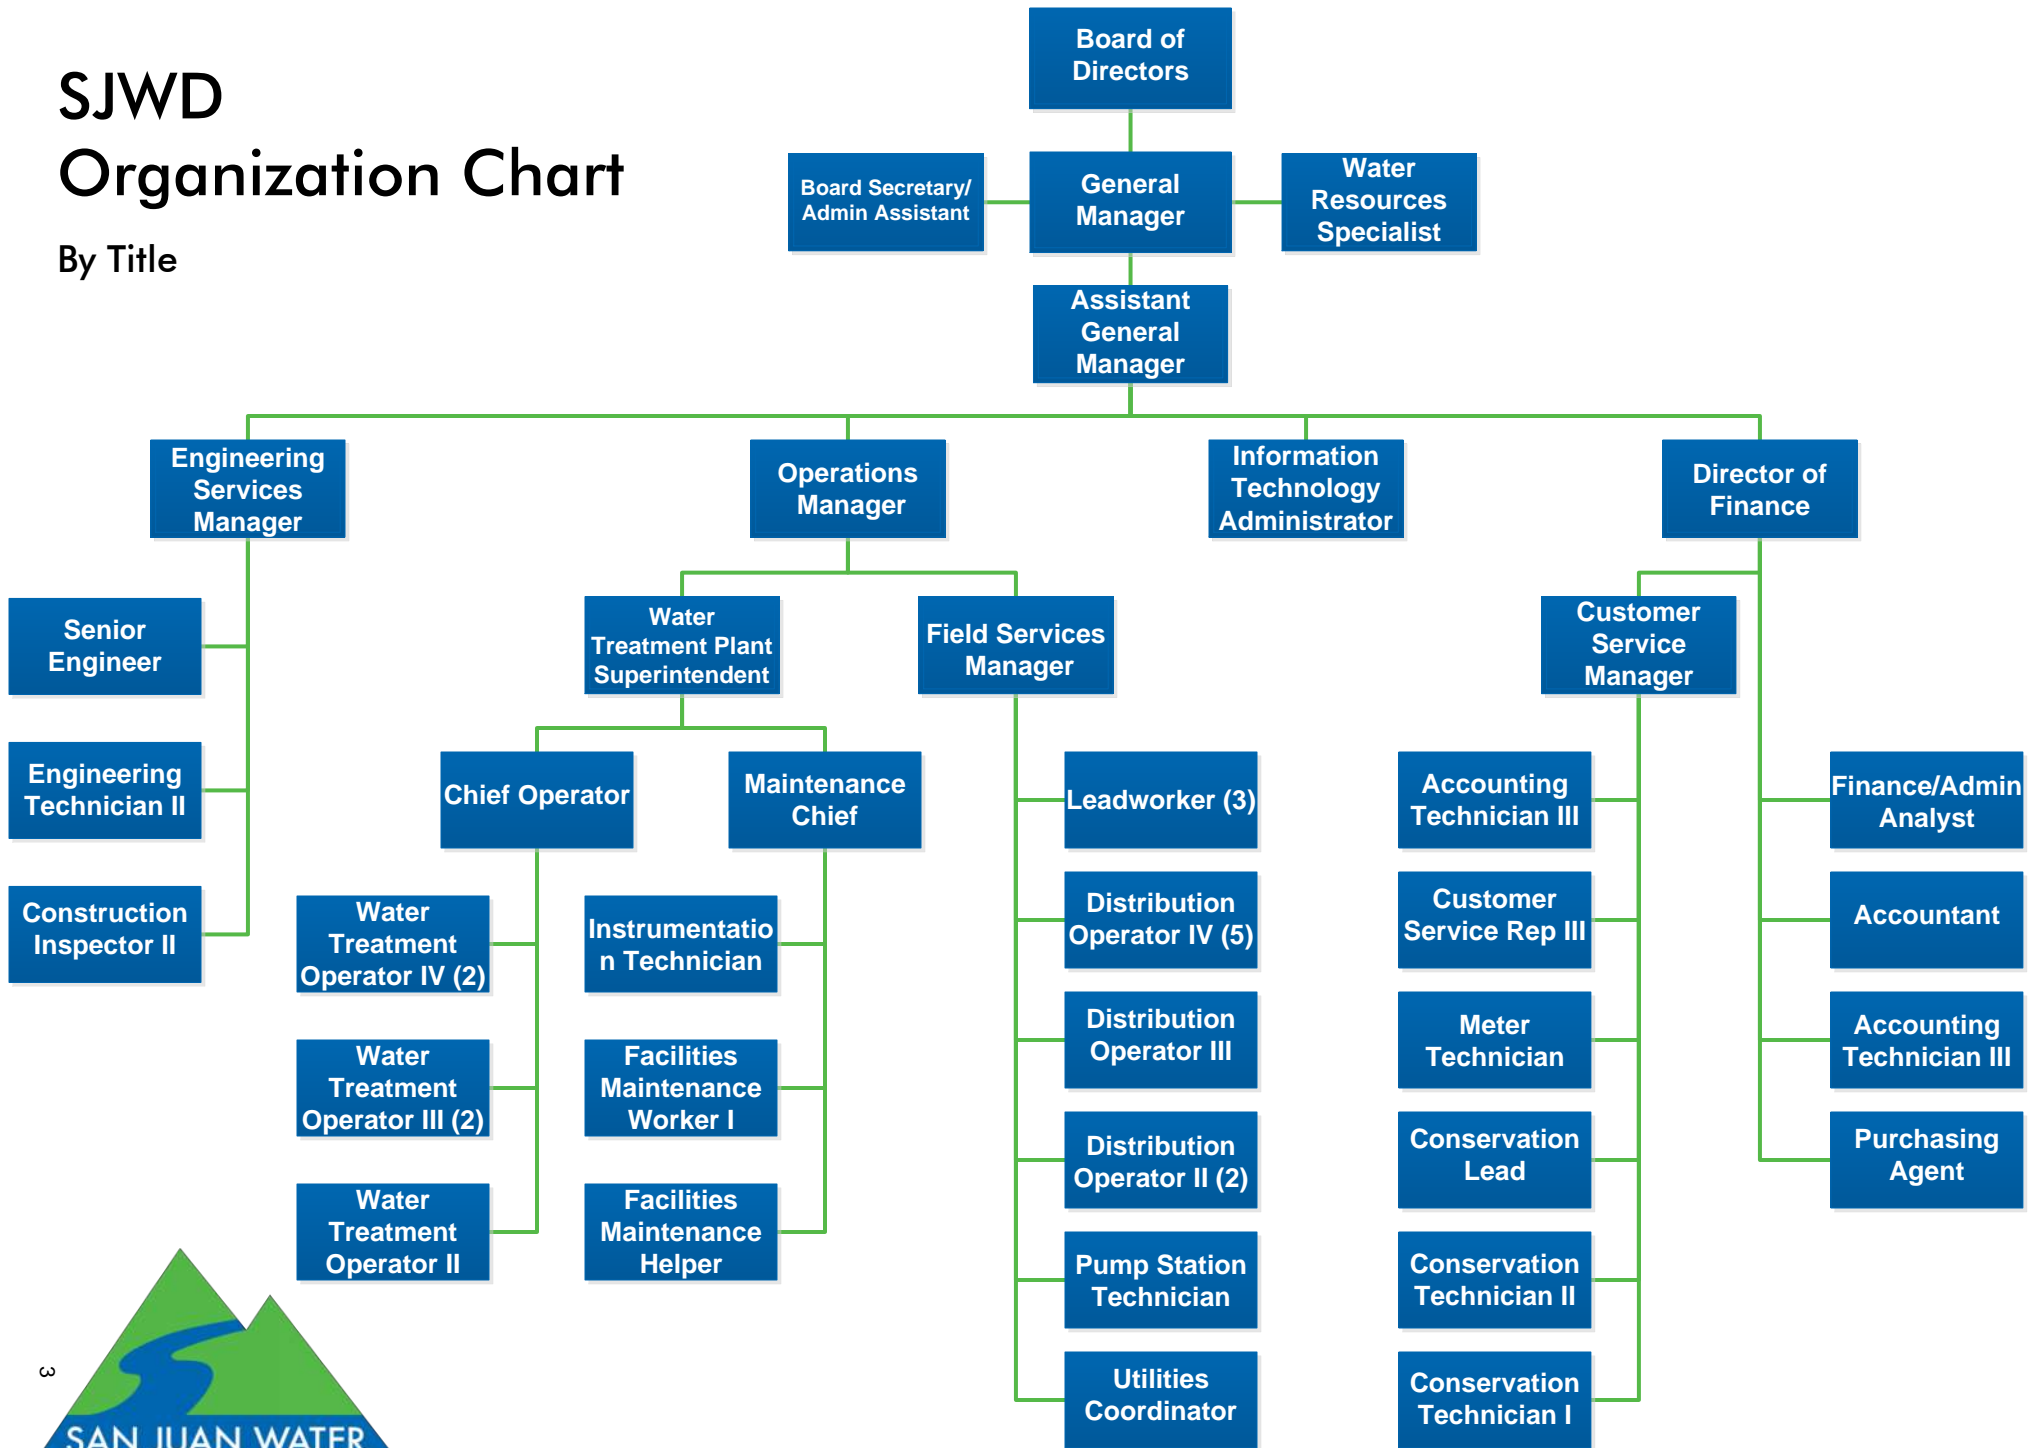 SJWD
Organization Chart
By Title
Board of
Directors
Board Secretary/
Admin Assistant
General
Manager
Water
Resources
Specialist
Assistant
General
Manager
Engineering
Services
Manager
Operations
Manager
Information
Technology
Administrator
Director of
Finance
Senior
Engineer
Engineering
Technician II
Construction
Inspector II
Water
Treatment Plant
Superintendent
Field Services
Manager
Customer
Service
Manager
Chief Operator
Maintenance
Chief
Water
Treatment
Operator IV (2)
Water
Treatment
Operator III (2)
Water
Treatment
Operator II
Instrumentatio
n Technician
Facilities
Maintenance
Worker I
Facilities
Maintenance
Helper
Leadworker (3)
Distribution
Operator IV (5)
Distribution
Operator III
Distribution
Operator II (2)
Pump Station
Technician
Utilities
Coordinator
Accounting
Technician III
Customer
Service Rep III
Meter
Technician
Conservation
Lead
Conservation
Technician II
Conservation
Technician I
Finance/Admin
Analyst
Accountant
Accounting
Technician III
Purchasing
Agent
3
SAN JUAN WATER